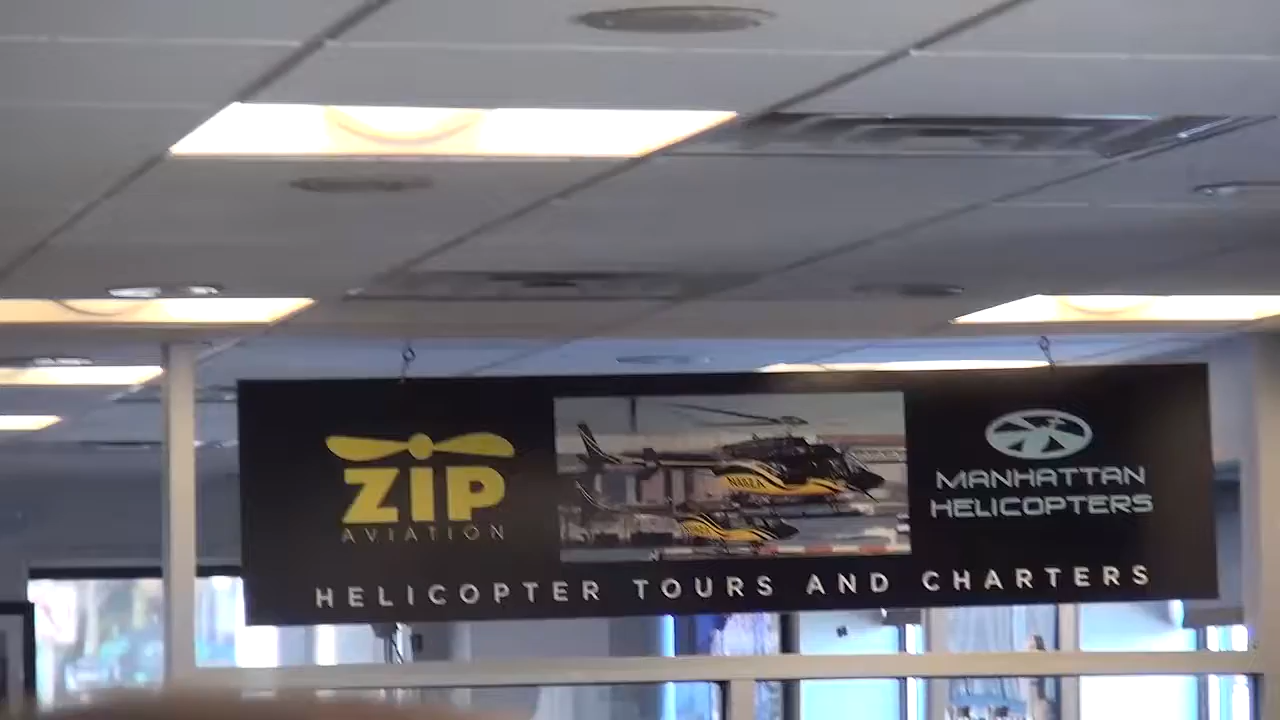 ZIP
AVIATION
MANHATTAN
HELICOPTERS
HELICOPTER TOURS AND CHARTERS